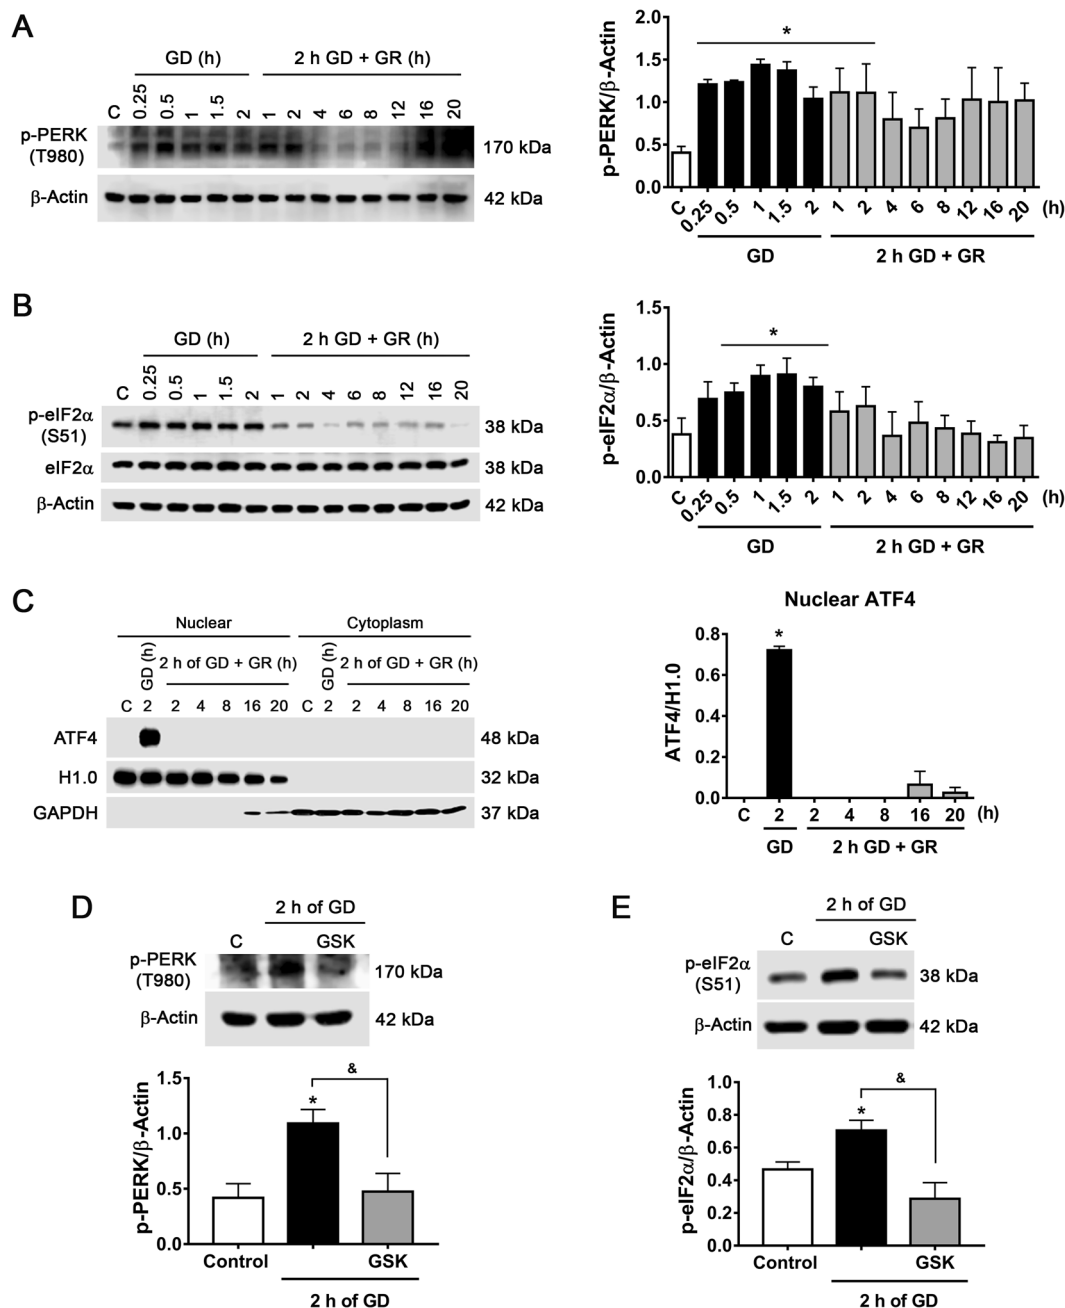 A
GD (h)
2 h GD + GR (h)
C 0.25 0.5 1 1.5 2 1 2 4 6 8 12 16 20
p-PERK
(T980)
170 kDa
β-Actin
42 kDa
p-PERK/β-Actin
2.0
1.5
1.0
0.5
0.0
*
C 0.25 0.5 1 1.5 2 1 2 4 6 8 12 16 20 (h)
GD
2 h GD + GR
B
GD (h)
2 h GD + GR (h)
C 0.25 0.5 1 1.5 2 1 2 4 6 8 12 16 20
p-eIF2α
(S51)
38 kDa
eIF2α
38 kDa
β-Actin
42 kDa
p-eIF2α/β-Actin
1.5
1.0
0.5
0.0
*
C 0.25 0.5 1 1.5 2 1 2 4 6 8 12 16 20 (h)
GD
2 h GD + GR
C
Nuclear
Cytoplasm
GD (h)
2 h of GD + GR (h)
GD (h)
2 h of GD + GR (h)
C 2 2 4 8 16 20 C 2 2 4 8 16 20
ATF4
48 kDa
H1.0
32 kDa
GAPDH
37 kDa
Nuclear ATF4
ATF4/H1.0
0.8
0.6
0.4
0.2
0.0
*
C 2 2 4 8 16 20 (h)
GD
2 h GD + GR
D
2 h of GD
C
GSK
p-PERK
(T980)
170 kDa
β-Actin
42 kDa
p-PERK/β-Actin
1.5
1.0
0.5
0.0
*
&
Control
GSK
2 h of GD
E
2 h of GD
C
GSK
p-eIF2α
(S51)
38 kDa
β-Actin
42 kDa
p-eIF2α/β-Actin
1.0
0.8
0.6
0.4
0.2
0.0
*
&
Control
GSK
2 h of GD